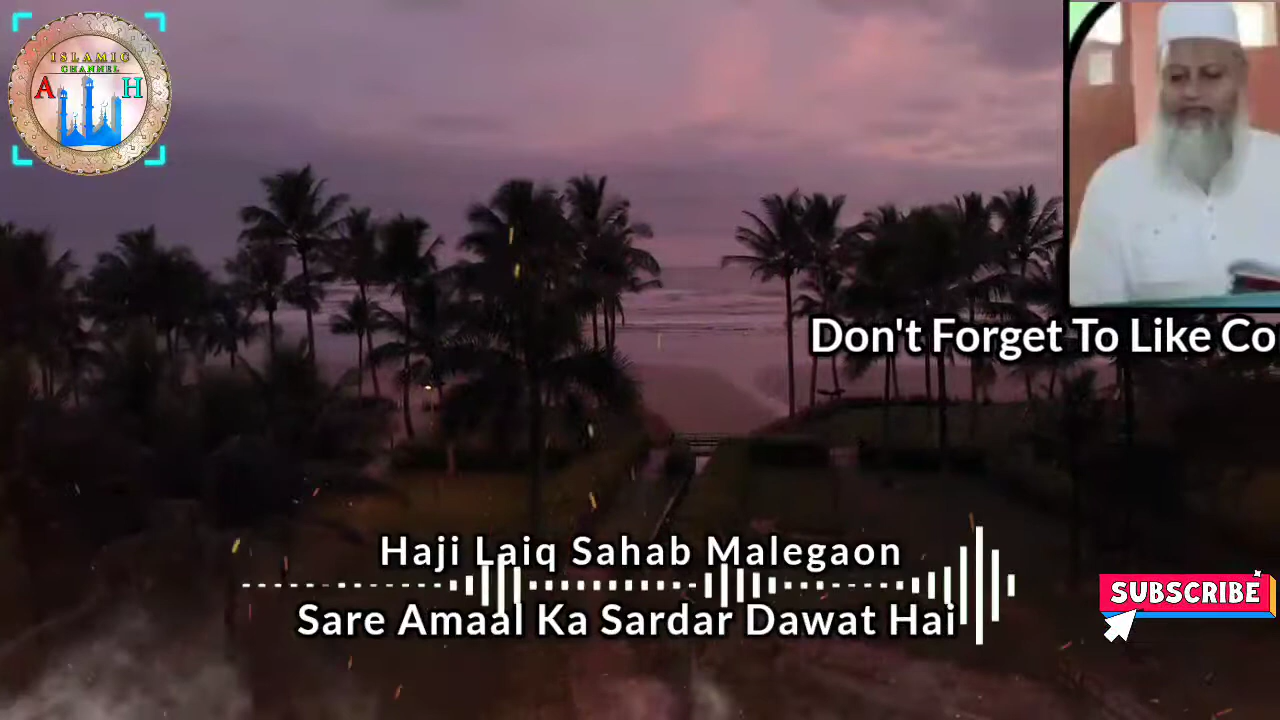 ISLAMIC
CHANNEL
A H
Don't Forget To Like Co
Haji Laiq Sahab Malegaon
Sare Amaal Ka Sardar Dawat Hai
SUBSCRIBE